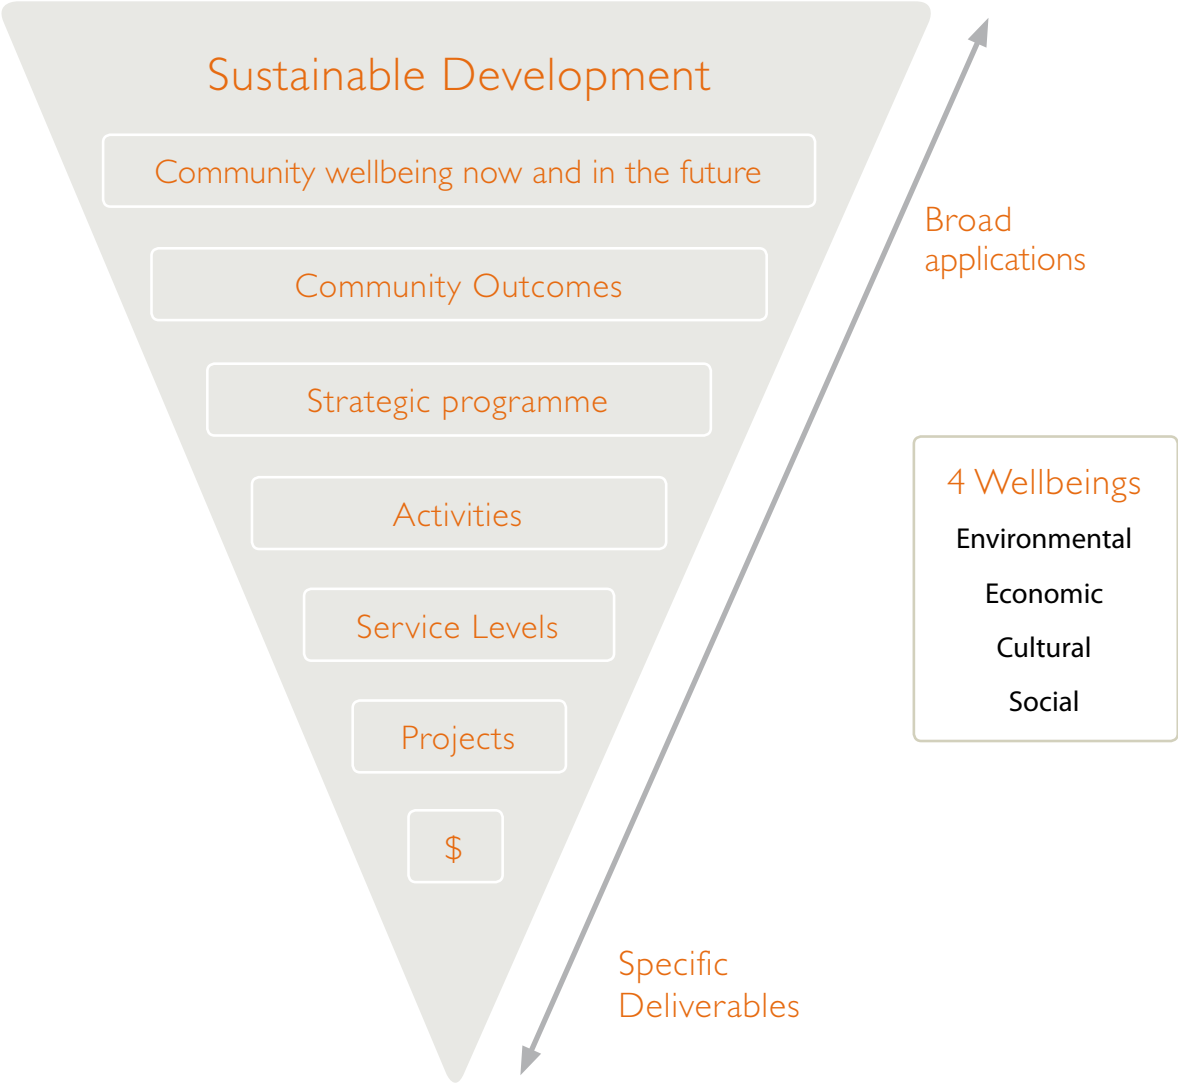 Sustainable Development
Community wellbeing now and in the future
Community Outcomes
Strategic programme
Activities
Service Levels
Projects
$
Broad
applications
4 Wellbeings
Environmental
Economic
Cultural
Social
Specific
Deliverables